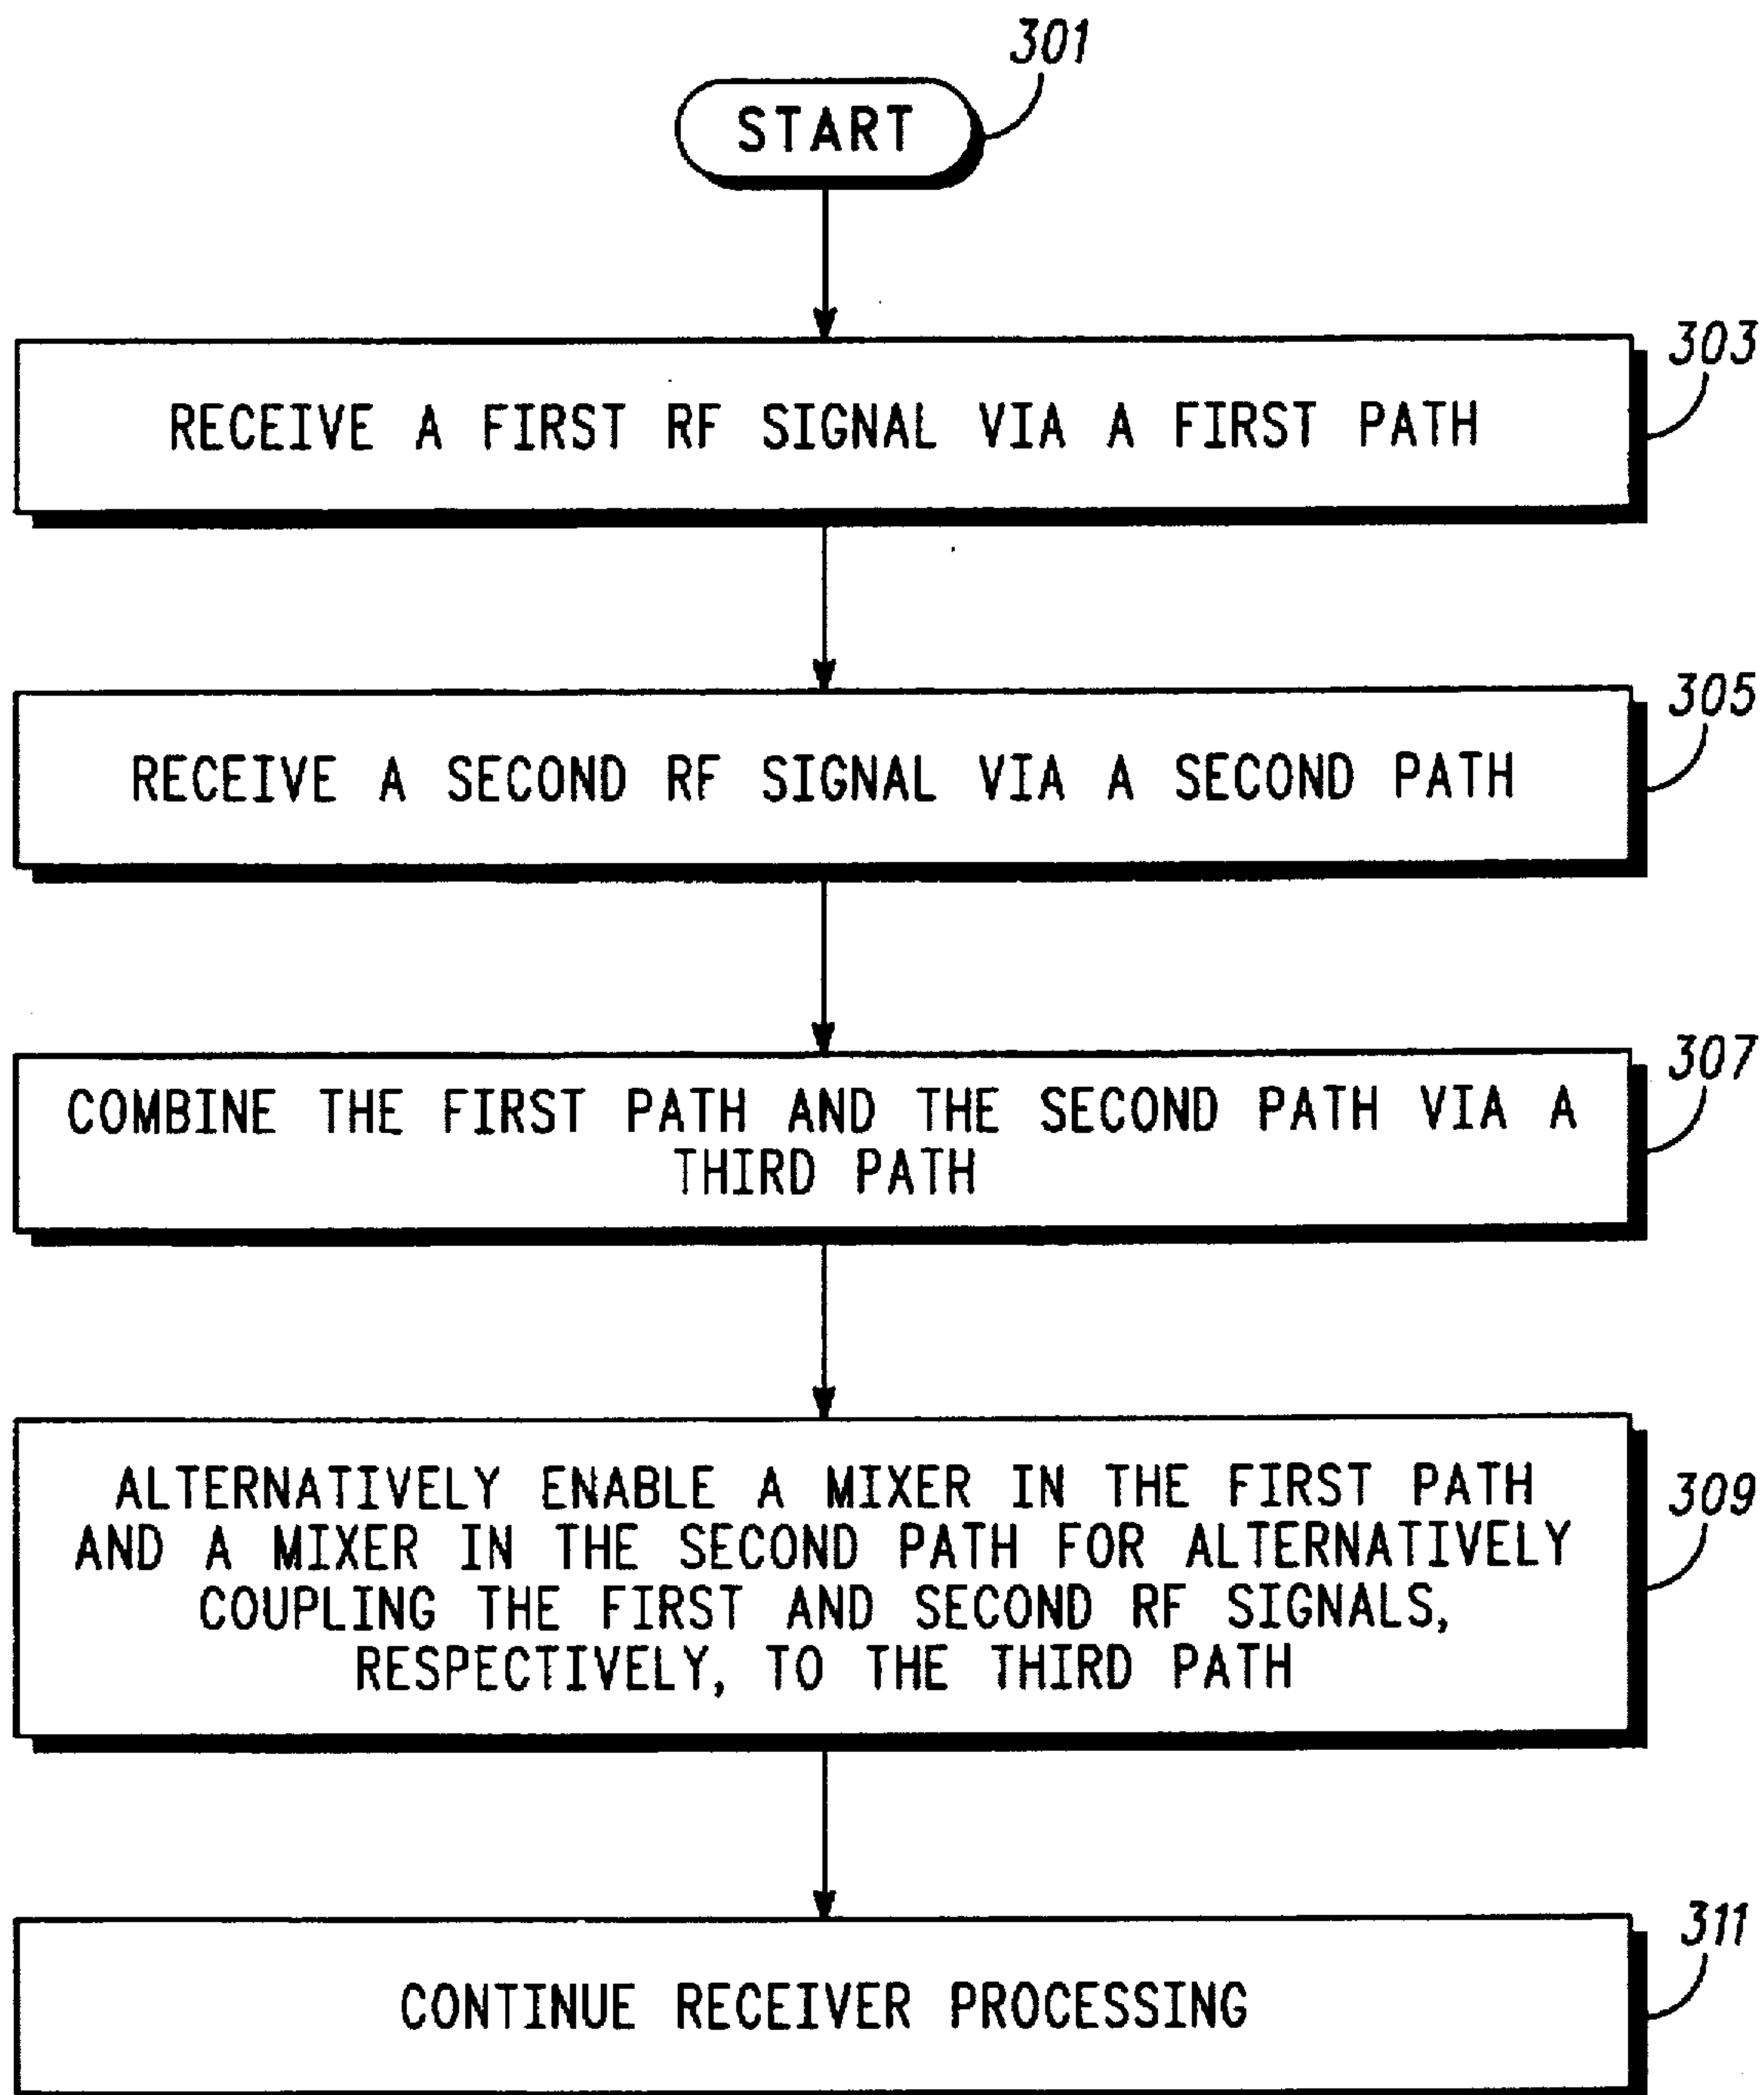 301
START
303
RECEIVE A FIRST RF SIGNAL VIA A FIRST PATH
305
RECEIVE A SECOND RF SIGNAL VIA A SECOND PATH
307
COMBINE THE FIRST PATH AND THE SECOND PATH VIA A
THIRD PATH
309
ALTERNATIVELY ENABLE A MIXER IN THE FIRST PATH
AND A MIXER IN THE SECOND PATH FOR ALTERNATIVELY
COUPLING THE FIRST AND SECOND RF SIGNALS,
RESPECTIVELY, TO THE THIRD PATH
311
CONTINUE RECEIVER PROCESSING